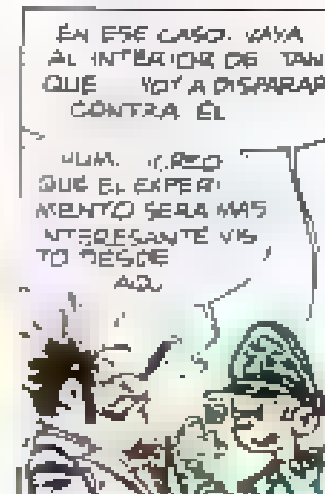 EN ESE CASO. VAYA
AL INTERIOR DE TAN
QUE VOY A DISPARAR
CONTRA EL
HUM. CREO
QUE EL EXPERI
MENTO SERA MAS
INTERESANTE VIS
TO DESDE
AQUI